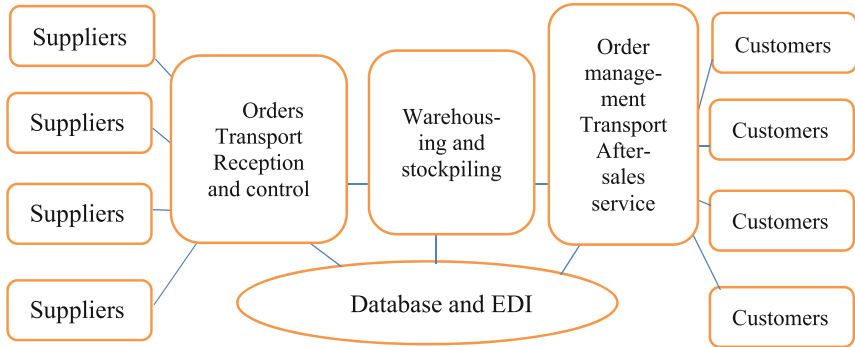 Suppliers
Suppliers
Suppliers
Suppliers
Orders
Transport
Reception
and control
Warehous-
ing and
stockpiling
Order
manage-
ment
Transport
After-
sales
service
Customers
Customers
Customers
Customers
Database and EDI